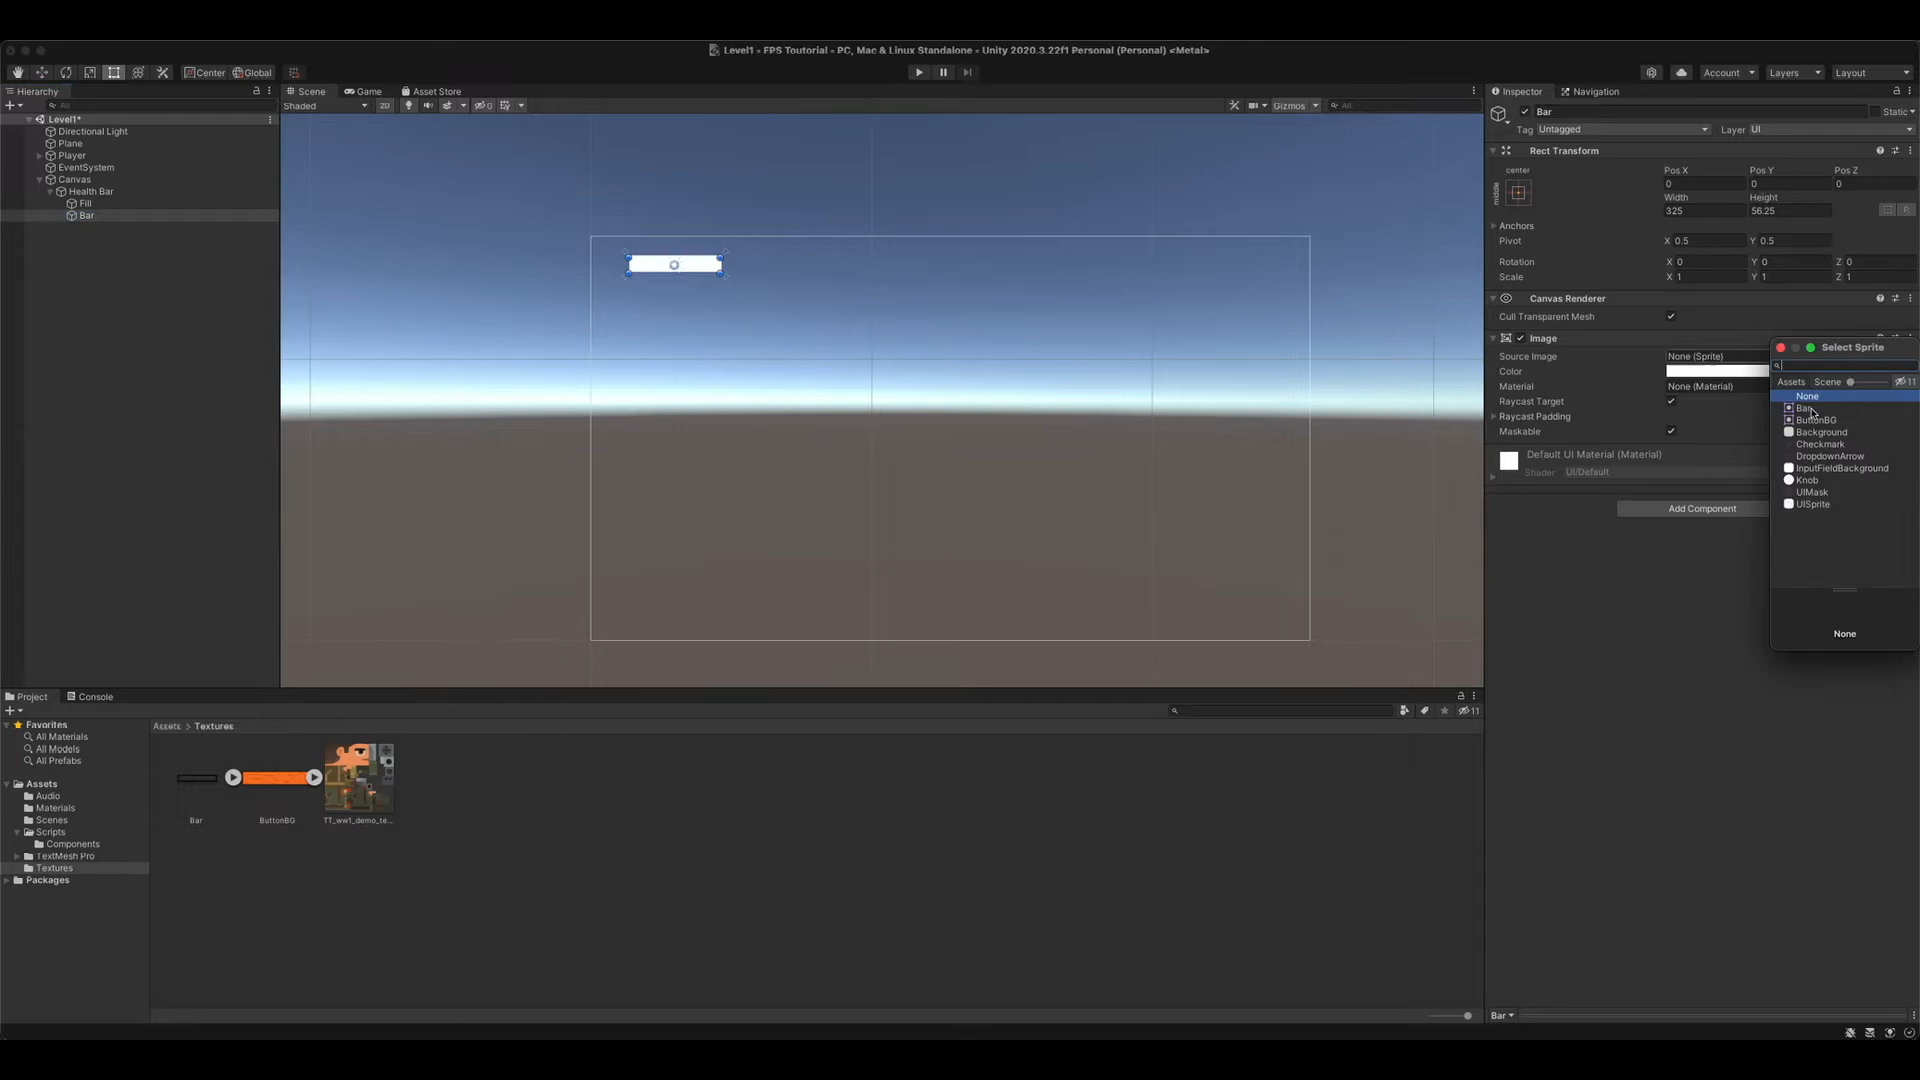 Level1 - FPS Toutorial - PC, Mac & Linux Standalone - Unity 2020.3.22f1 Personal (Personal) <Metal>
Center Global
Account Layers Layout
Hierarchy
All
Level1*
Directional Light
Plane
Player
EventSystem
Canvas
Health Bar
Fill
Bar
Scene Game Asset Store
Shaded 2D 0 Gizmos All
Inspector Navigation
Bar Static
Tag Untagged Layer UI
Rect Transform
center
middle
Pos X Pos Y Pos Z
0 0 0
Width Height
325 56.25
Anchors
Pivot X 0.5 Y 0.5
Rotation X 0 Y 0 Z 0
Scale X 1 Y 1 Z 1
Canvas Renderer
Cull Transparent Mesh
Image
Source Image None (Sprite)
Color
Material None (Material)
Raycast Target
Raycast Padding
Maskable
Default UI Material (Material)
Shader UI/Default
Add Component
Select Sprite
Assets Scene 11
None
Bar
ButtonBG
Background
Checkmark
DropdownArrow
InputFieldBackground
Knob
UIMask
UISprite
None
Project Console
11
Favorites
All Materials
All Models
All Prefabs
Assets
Audio
Materials
Scenes
Scripts
Components
TextMesh Pro
Textures
Packages
Assets > Textures
Bar ButtonBG TT_ww1_demo_te...
Bar